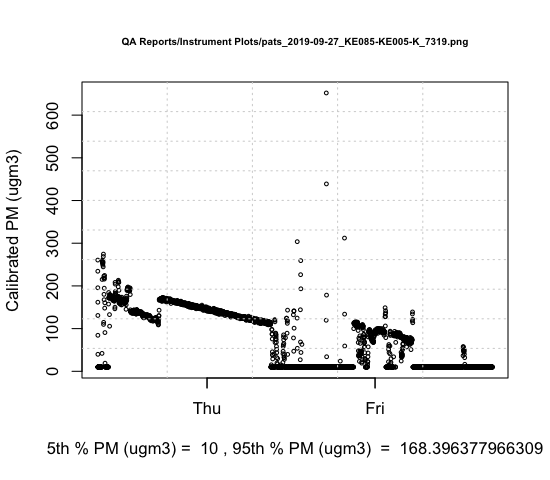 QA Reports/Instrument Plots/pats_2019-09-27_KE085-KE005-K_7319.png
Calibrated PM (ugm3)
600
500
400
300
200
100
0
Thu Fri
5th % PM (ugm3) = 10 , 95th % PM (ugm3) = 168.396377966309